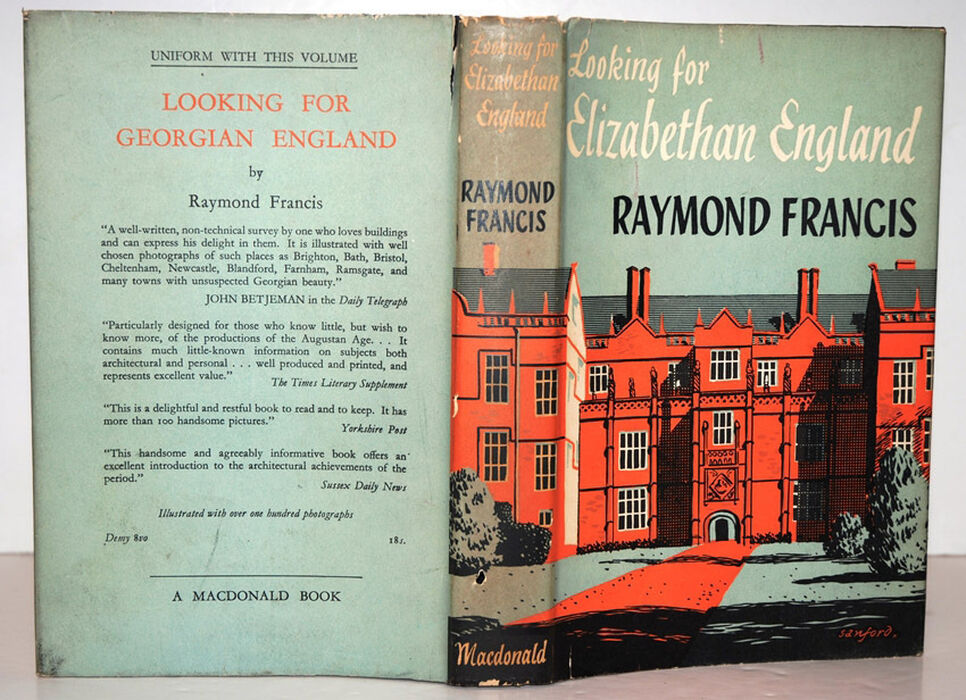 UNIFORM WITH THIS VOLUME
LOOKING FOR
GEORGIAN ENGLAND
by
Raymond Francis
“A well-written, non-technical survey by one who loves buildings
and can express his delight in them. It is illustrated with well
chosen photographs of such places as Brighton, Bath, Bristol,
Cheltenham, Newcastle, Blandford, Farnham, Ramsgate, and
many towns with unsuspected Georgian beauty.”
JOHN BETJEMAN in the Daily Telegraph
“Particularly designed for those who know little, but wish to
know more, of the productions of the Augustan Age. . . It
contains much little-known information on subjects both
architectural and personal . . . well produced and printed, and
represents excellent value.”
The Times Literary Supplement
“This is a delightful and restful book to read and to keep. It has
more than 100 handsome pictures.”
Yorkshire Post
“This handsome and agreeably informative book offers an
excellent introduction to the architectural achievements of the
period.”
Sussex Daily News
Illustrated with over one hundred photographs
Demy 8vo 18s.
A MACDONALD BOOK
Looking for
Elizabethan
England
RAYMOND
FRANCIS
Macdonald
Looking for
Elizabethan England
RAYMOND FRANCIS
sanford.